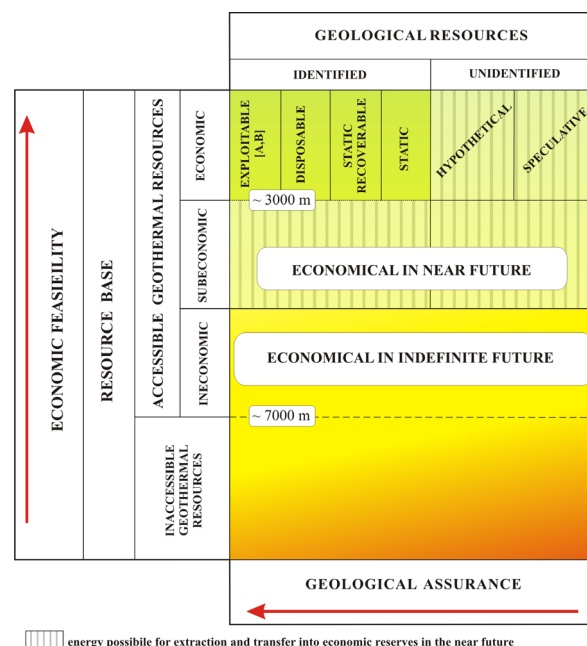 GEOLOGICAL RESOURCES
IDENTIFIED
UNIDENTIFIED
ECONOMIC FEASIEILITY
RESOURCE BASE
ACCESSIBLE GEOTHERMAL RESOURCES
ECONOMIC
EXPLOITABLE
[A,B]
DISPOSABLE
STATIC
RECOVERABLE
STATIC
HYPOTHETICAL
SPECULATIVE
~ 3000 m
SUBECONOMIC
ECONOMICAL IN NEAR FUTURE
INECONOMIC
ECONOMICAL IN INDEFINITE FUTURE
~ 7000 m
INACCESSIBLE
GEOTHERMAL
RESOURCES
GEOLOGICAL ASSURANCE
energy possibile for extraction and transfer into economic reserves in the near future